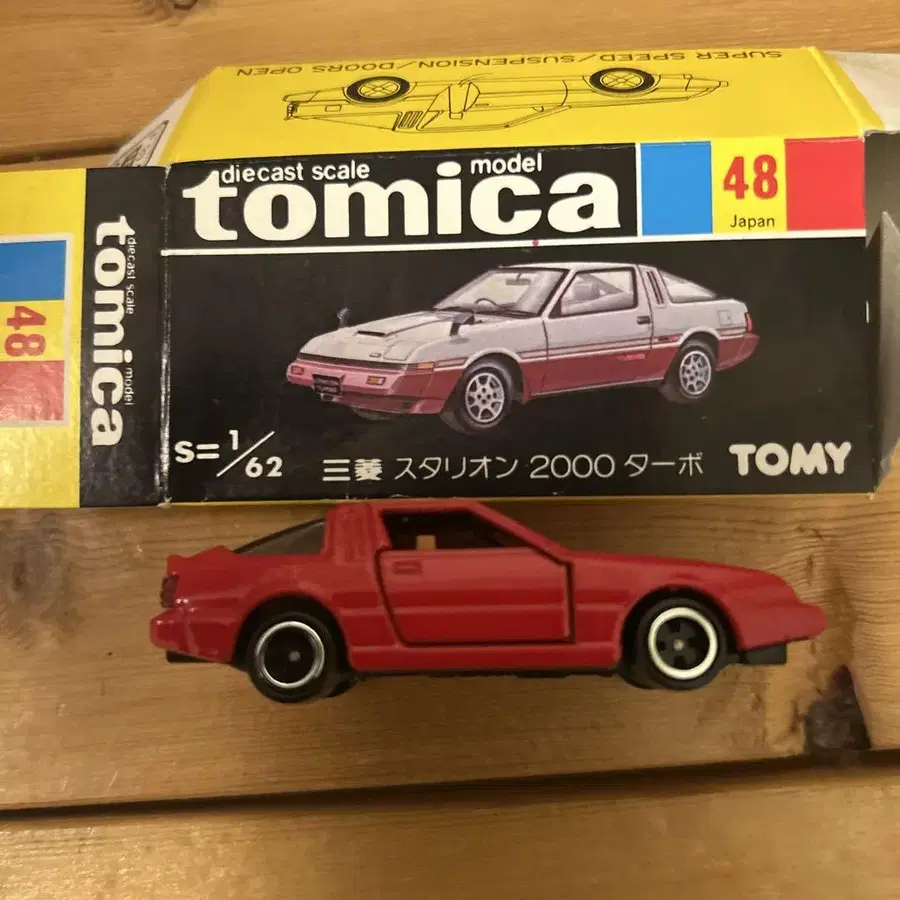 SUPER SPEED/SUSPENSION/DOORS OPEN
diecast scale model
tomica
48
Japan
S=1/62
三菱 スタリオン 2000 ターボ
TOMY
diecast scale model
tomica
48